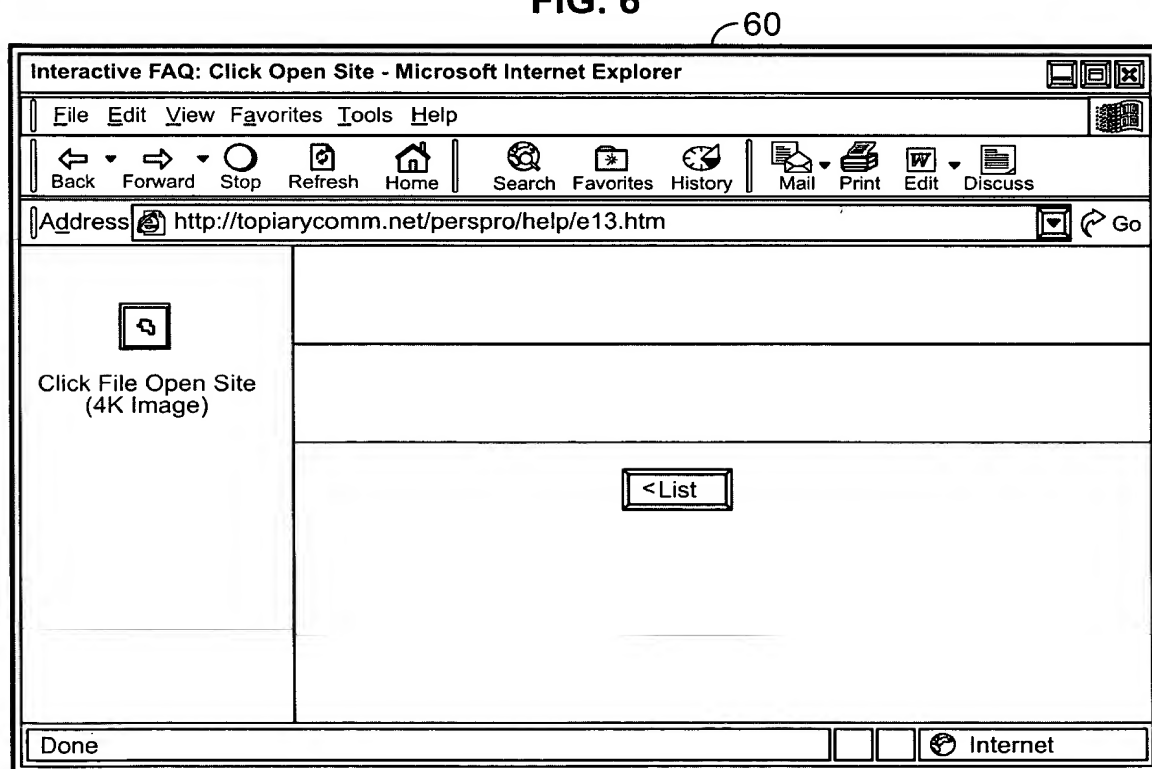 FIG. 6
60
Interactive FAQ: Click Open Site - Microsoft Internet Explorer
File Edit View Favorites Tools Help
Back Forward Stop Refresh Home Search Favorites History Mail Print Edit Discuss
Address http://topiarycomm.net/perspro/help/e13.htm Go
Click File Open Site
(4K Image)
<List
Done Internet